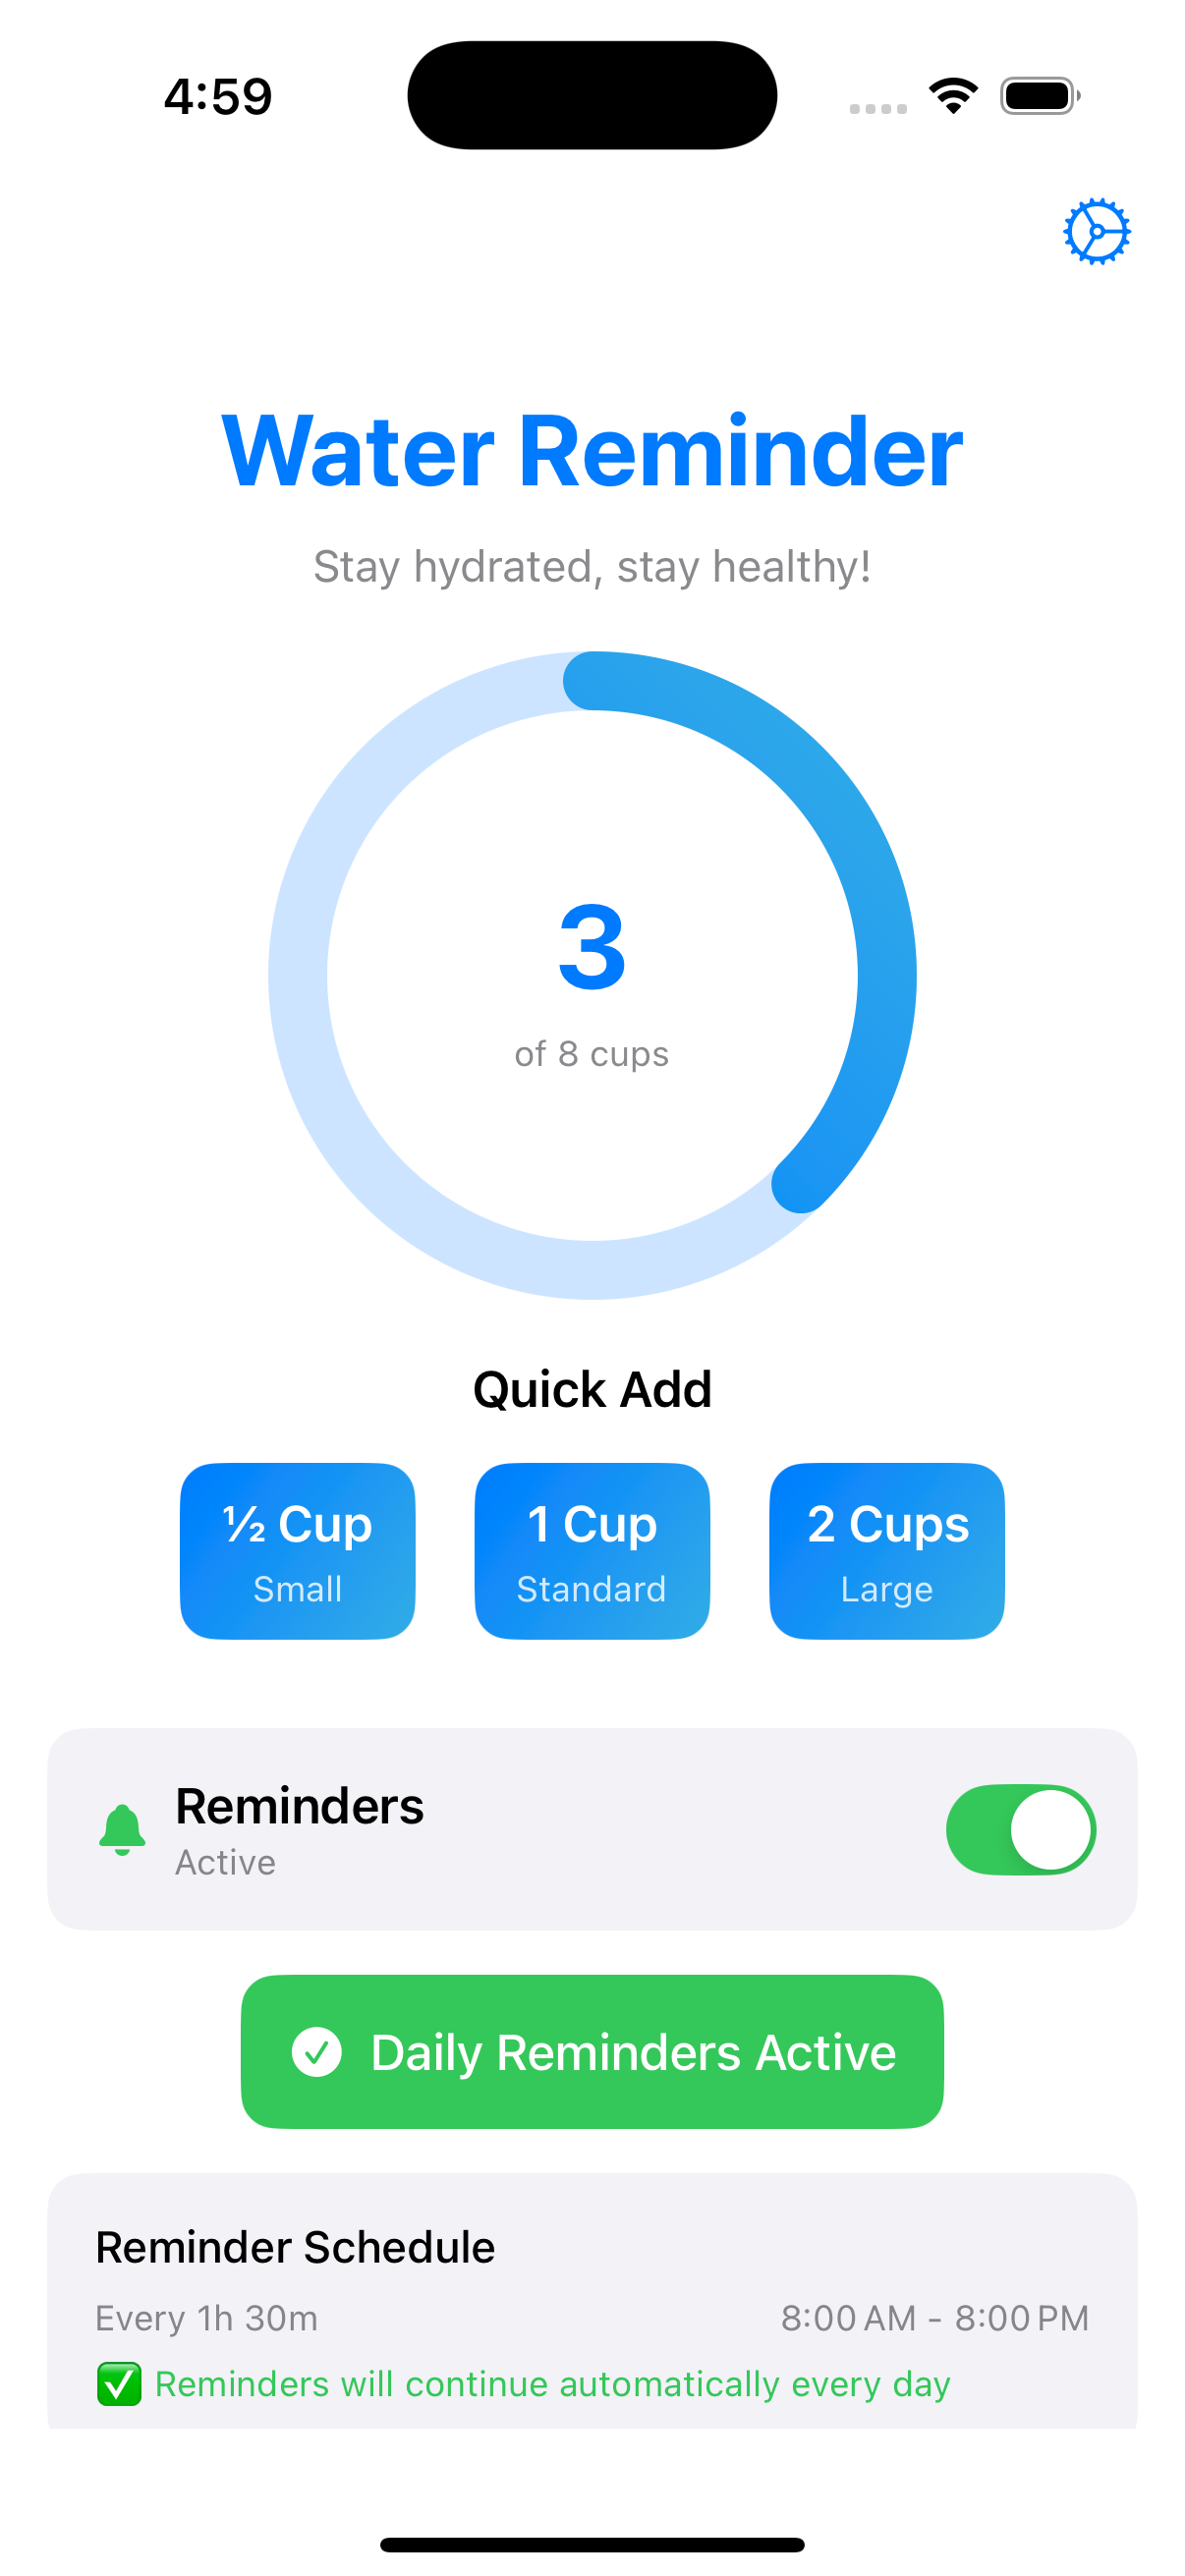 4:59
Water Reminder
Stay hydrated, stay healthy!
3
of 8 cups
Quick Add
½ Cup
Small
1 Cup
Standard
2 Cups
Large
Reminders
Active
Daily Reminders Active
Reminder Schedule
Every 1h 30m
8:00 AM - 8:00 PM
✅ Reminders will continue automatically every day